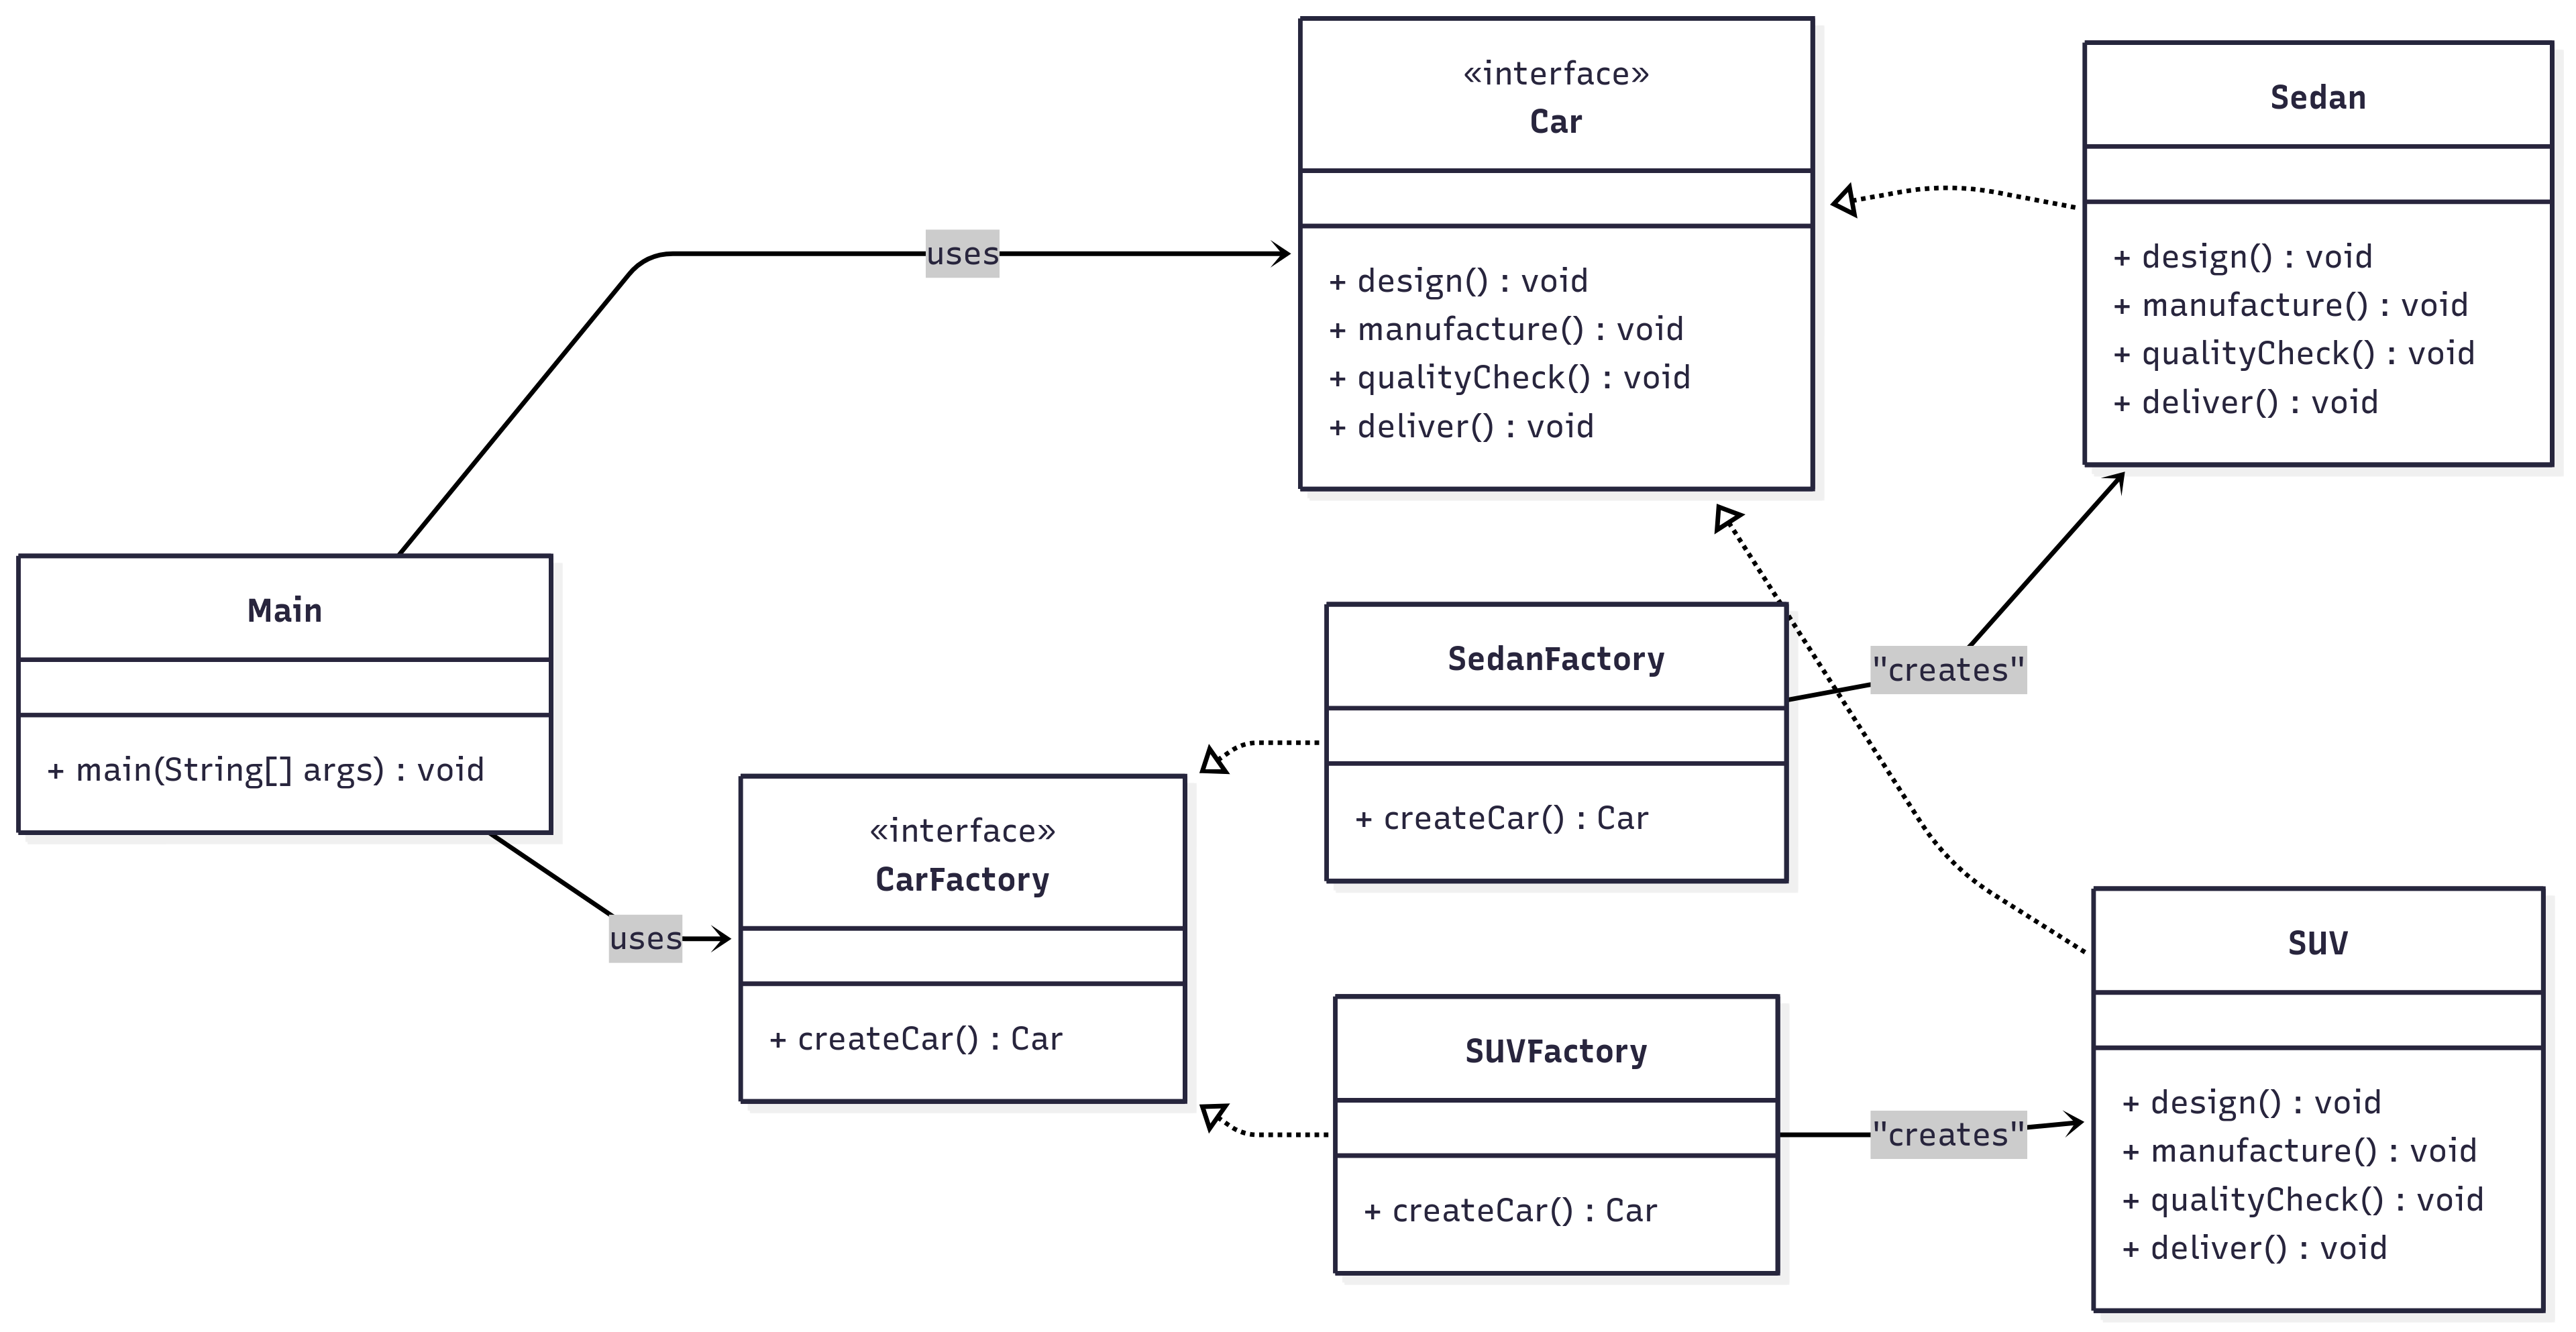 «interface»
Car
+ design() : void
+ manufacture() : void
+ qualityCheck() : void
+ deliver() : void
Sedan
+ design() : void
+ manufacture() : void
+ qualityCheck() : void
+ deliver() : void
uses
Main
+ main(String[] args) : void
uses
«interface»
CarFactory
+ createCar() : Car
SedanFactory
+ createCar() : Car
"creates"
SUVFactory
+ createCar() : Car
"creates"
SUV
+ design() : void
+ manufacture() : void
+ qualityCheck() : void
+ deliver() : void